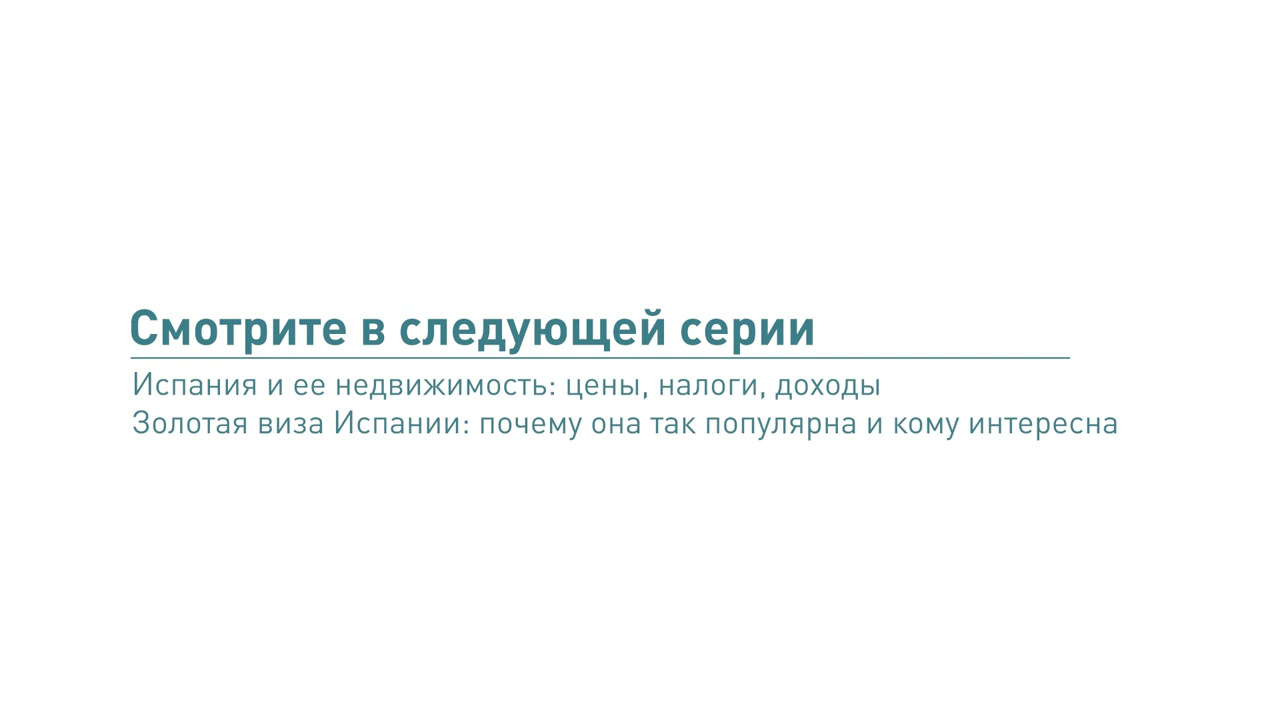 Смотрите в следующей серии
Испания и ее недвижимость: цены, налоги, доходы
Золотая виза Испании: почему она так популярна и кому интересна